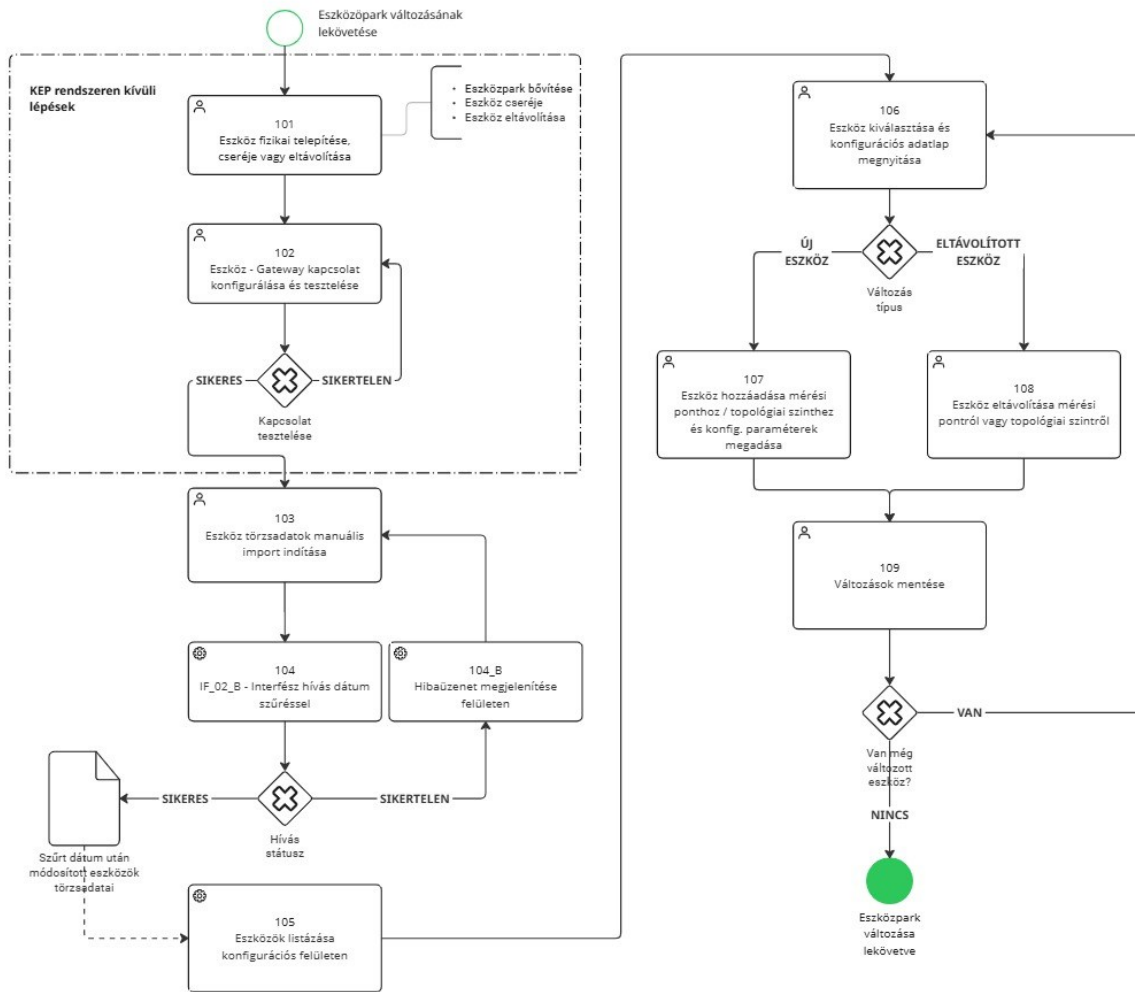 Eszközöpark változásának
lekövetése
KEP rendszeren kívüli
lépések
• Eszközpark bővítése
• Eszköz cseréje
• Eszköz eltávolítása
101
Eszköz fizikai telepítése,
cseréje vagy eltávolítása
102
Eszköz - Gateway kapcsolat
konfigurálása és tesztelése
SIKERES
SIKERTELEN
Kapcsolat
tesztelése
103
Eszköz törzsadatok manuális
import indítása
104
IF_02_B - Interfész hívás dátum
szűréssel
104_B
Hibaüzenet megjelenítése
felületen
SIKERES
SIKERTELEN
Hívás
státusz
Szűrt dátum után
módosított eszközök
törzsadatai
105
Eszközök listázása
konfigurációs felületen
106
Eszköz kiválasztása és
konfigurációs adatlap
megnyitása
ÚJ
ESZKÖZ
ELTÁVOLÍTOTT
ESZKÖZ
Változás
típus
107
Eszköz hozzáadása mérési
ponthoz / topológiai szinthez
és konfig. paraméterek
megadása
108
Eszköz eltávolítása mérési
pontról vagy topológiai szintről
109
Változások mentése
VAN
Van még
változott
eszköz?
NINCS
Eszközpark
változása
lekövetve